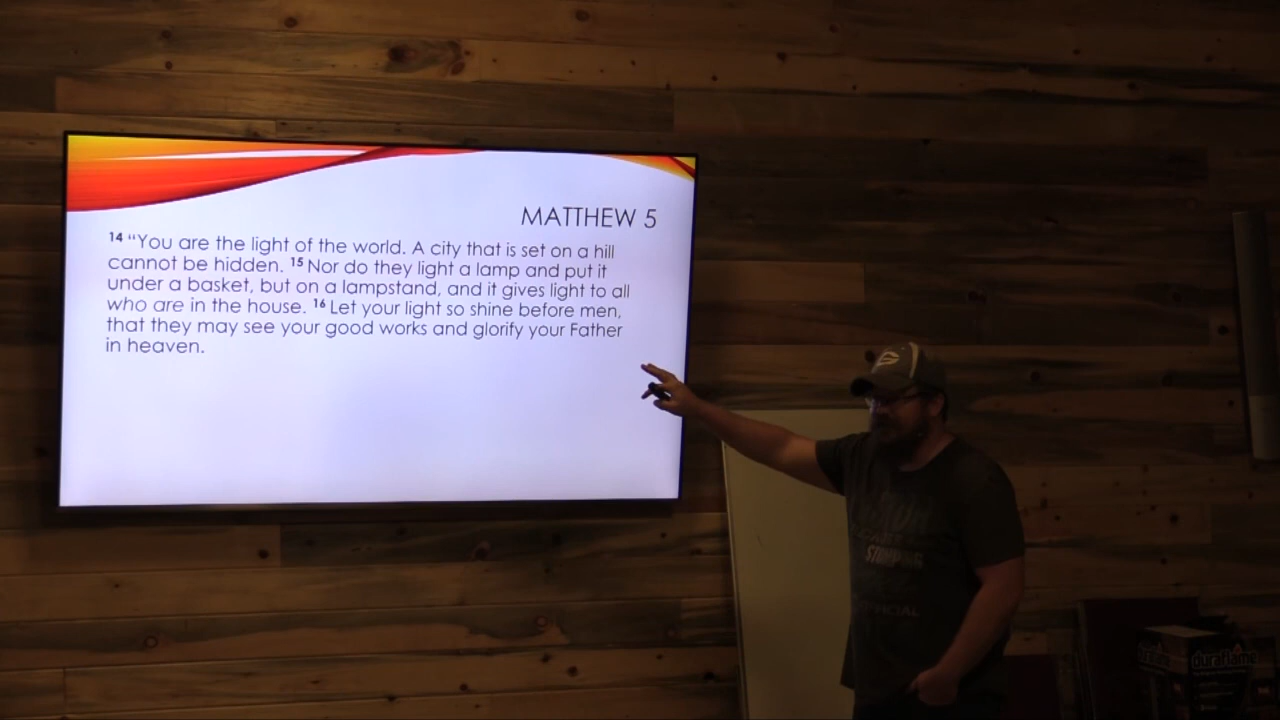 MATTHEW 5
14 “You are the light of the world. A city that is set on a hill
cannot be hidden. 15 Nor do they light a lamp and put it
under a basket, but on a lampstand, and it gives light to all
who are in the house. 16 Let your light so shine before men,
that they may see your good works and glorify your Father
in heaven.
duraflame